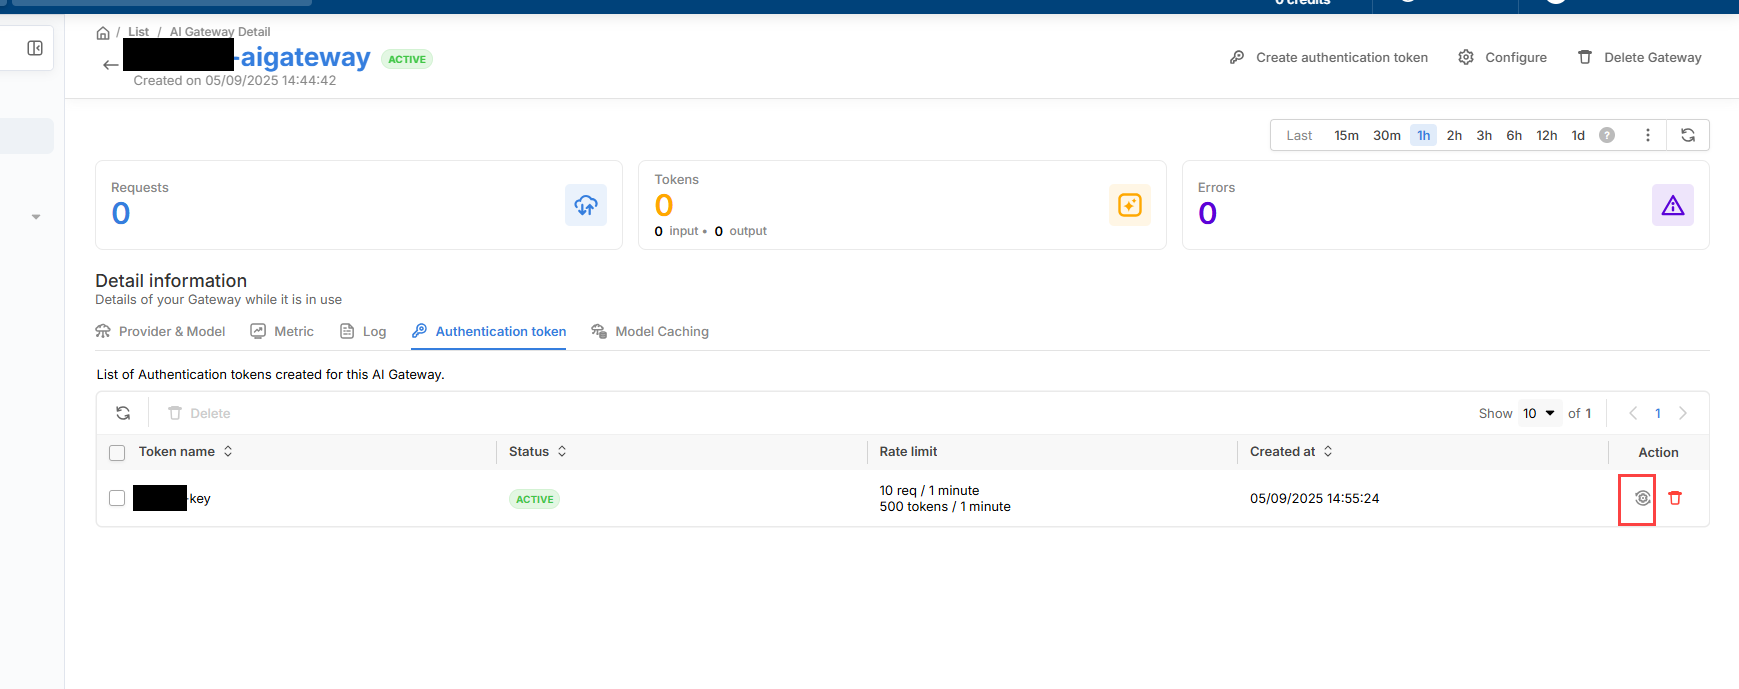 0 credits
/ List / AI Gateway Detail
-aigateway ACTIVE
Created on 05/09/2025 14:44:42
Create authentication token Configure Delete Gateway
Last 15m 30m 1h 2h 3h 6h 12h 1d ?
Requests
0
Tokens
0
0 input • 0 output
Errors
0
Detail information
Details of your Gateway while it is in use
Provider & Model Metric Log Authentication token Model Caching
List of Authentication tokens created for this AI Gateway.
Delete Show 10 of 1 1
Token name Status Rate limit Created at Action
-key ACTIVE 10 req / 1 minute 05/09/2025 14:55:24
500 tokens / 1 minute